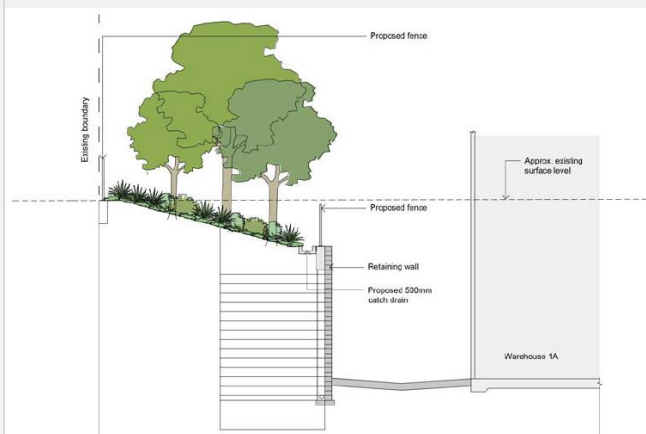 Proposed fence
Existing boundary
Approx. existing
surface level
Proposed fence
Retaining wall
Proposed 500mm
catch drain
Warehouse 1A